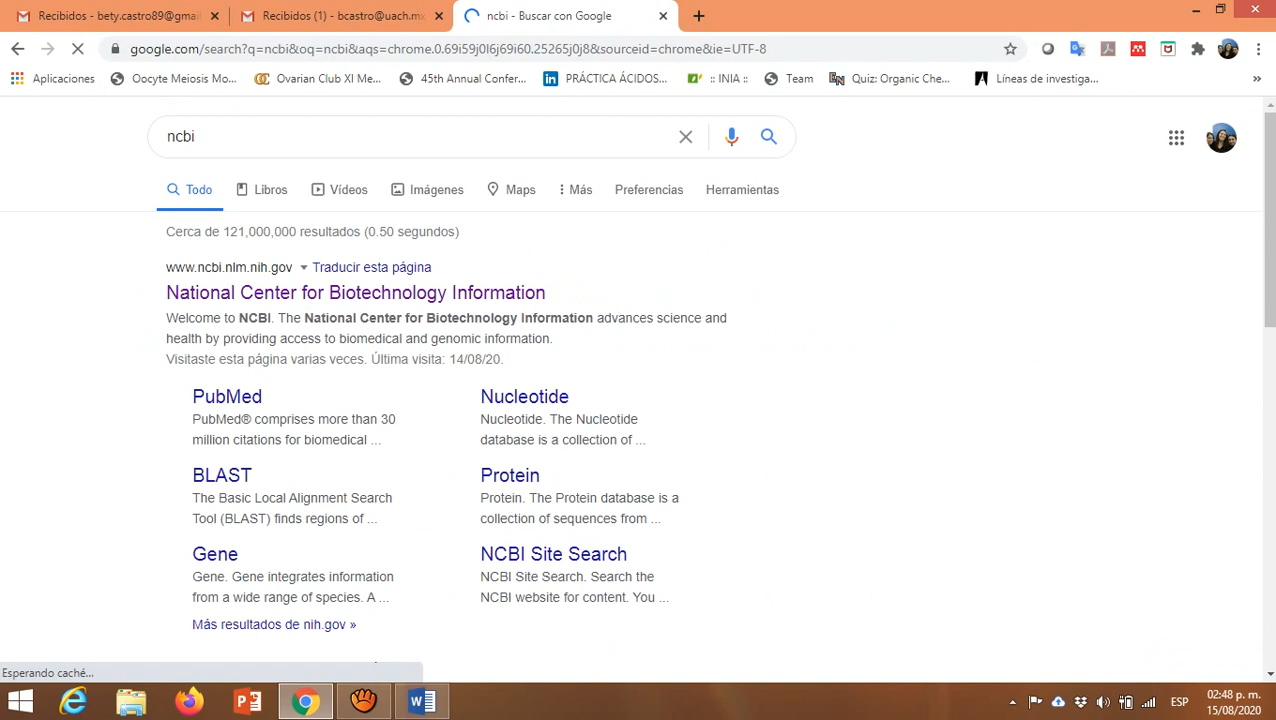 Recibidos - bety.castro89@gmail
Recibidos (1) - bcastro@uach.mx
ncbi - Buscar con Google
google.com/search?q=ncbi&oq=ncbi&aqs=chrome.0.69i59j0l6j69i60.25265j0j8&sourceid=chrome&ie=UTF-8
Aplicaciones
Oocyte Meiosis Mo...
Ovarian Club XI Me...
45th Annual Confer...
PRÁCTICA ÁCIDOS...
:: INIA ::
Team
Quiz: Organic Che...
Líneas de investiga...
»
ncbi
Todo
Libros
Vídeos
Imágenes
Maps
Más
Preferencias
Herramientas
Cerca de 121,000,000 resultados (0.50 segundos)
www.ncbi.nlm.nih.gov Traducir esta página
National Center for Biotechnology Information
Welcome to NCBI. The National Center for Biotechnology Information advances science and
health by providing access to biomedical and genomic information.
Visitaste esta página varias veces. Última visita: 14/08/20.
PubMed
PubMed® comprises more than 30
million citations for biomedical ...
Nucleotide
Nucleotide. The Nucleotide
database is a collection of ...
BLAST
The Basic Local Alignment Search
Tool (BLAST) finds regions of ...
Protein
Protein. The Protein database is a
collection of sequences from ...
Gene
Gene. Gene integrates information
from a wide range of species. A ...
NCBI Site Search
NCBI Site Search. Search the
NCBI website for content. You ...
Más resultados de nih.gov »
Esperando caché...
ESP
02:48 p. m.
15/08/2020